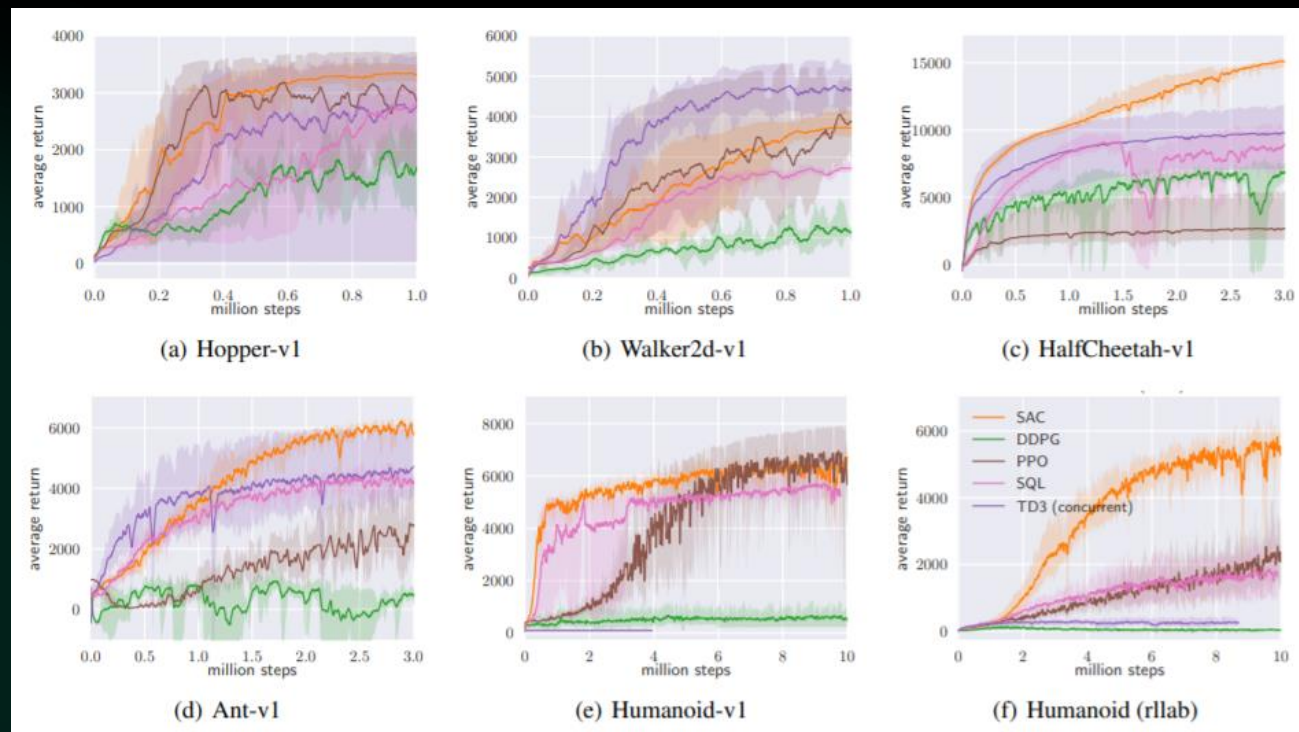 4000
3000
2000
1000
0
average return
0.0 0.2 0.4 0.6 0.8 1.0
million steps
(a) Hopper-v1
6000
5000
4000
3000
2000
1000
0
average return
0.0 0.2 0.4 0.6 0.8 1.0
million steps
(b) Walker2d-v1
15000
10000
5000
0
average return
0.0 0.5 1.0 1.5 2.0 2.5 3.0
million steps
(c) HalfCheetah-v1
6000
4000
2000
0
average return
0.0 0.5 1.0 1.5 2.0 2.5 3.0
million steps
(d) Ant-v1
8000
6000
4000
2000
0
average return
0 2 4 6 8 10
million steps
(e) Humanoid-v1
6000
4000
2000
0
average return
SAC
DDPG
PPO
SQL
TD3 (concurrent)
0 2 4 6 8 10
million steps
(f) Humanoid (rllab)